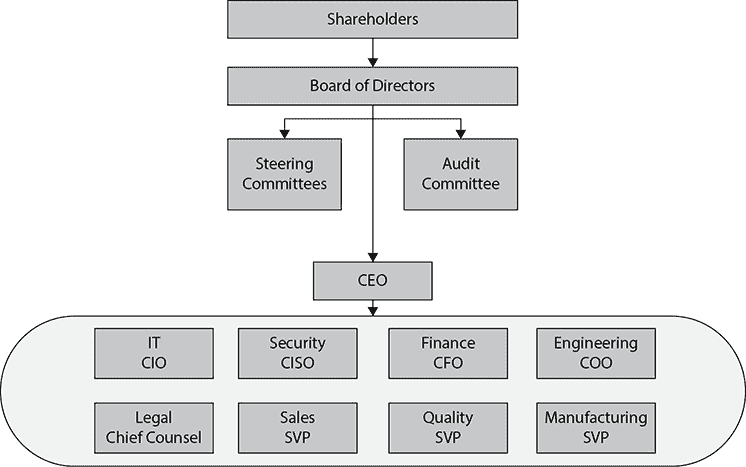 Shareholders
Board of Directors
Steering
Committees
Audit
Committee
CEO
IT
CIO
Security
CISO
Finance
CFO
Engineering
COO
Legal
Chief Counsel
Sales
SVP
Quality
SVP
Manufacturing
SVP